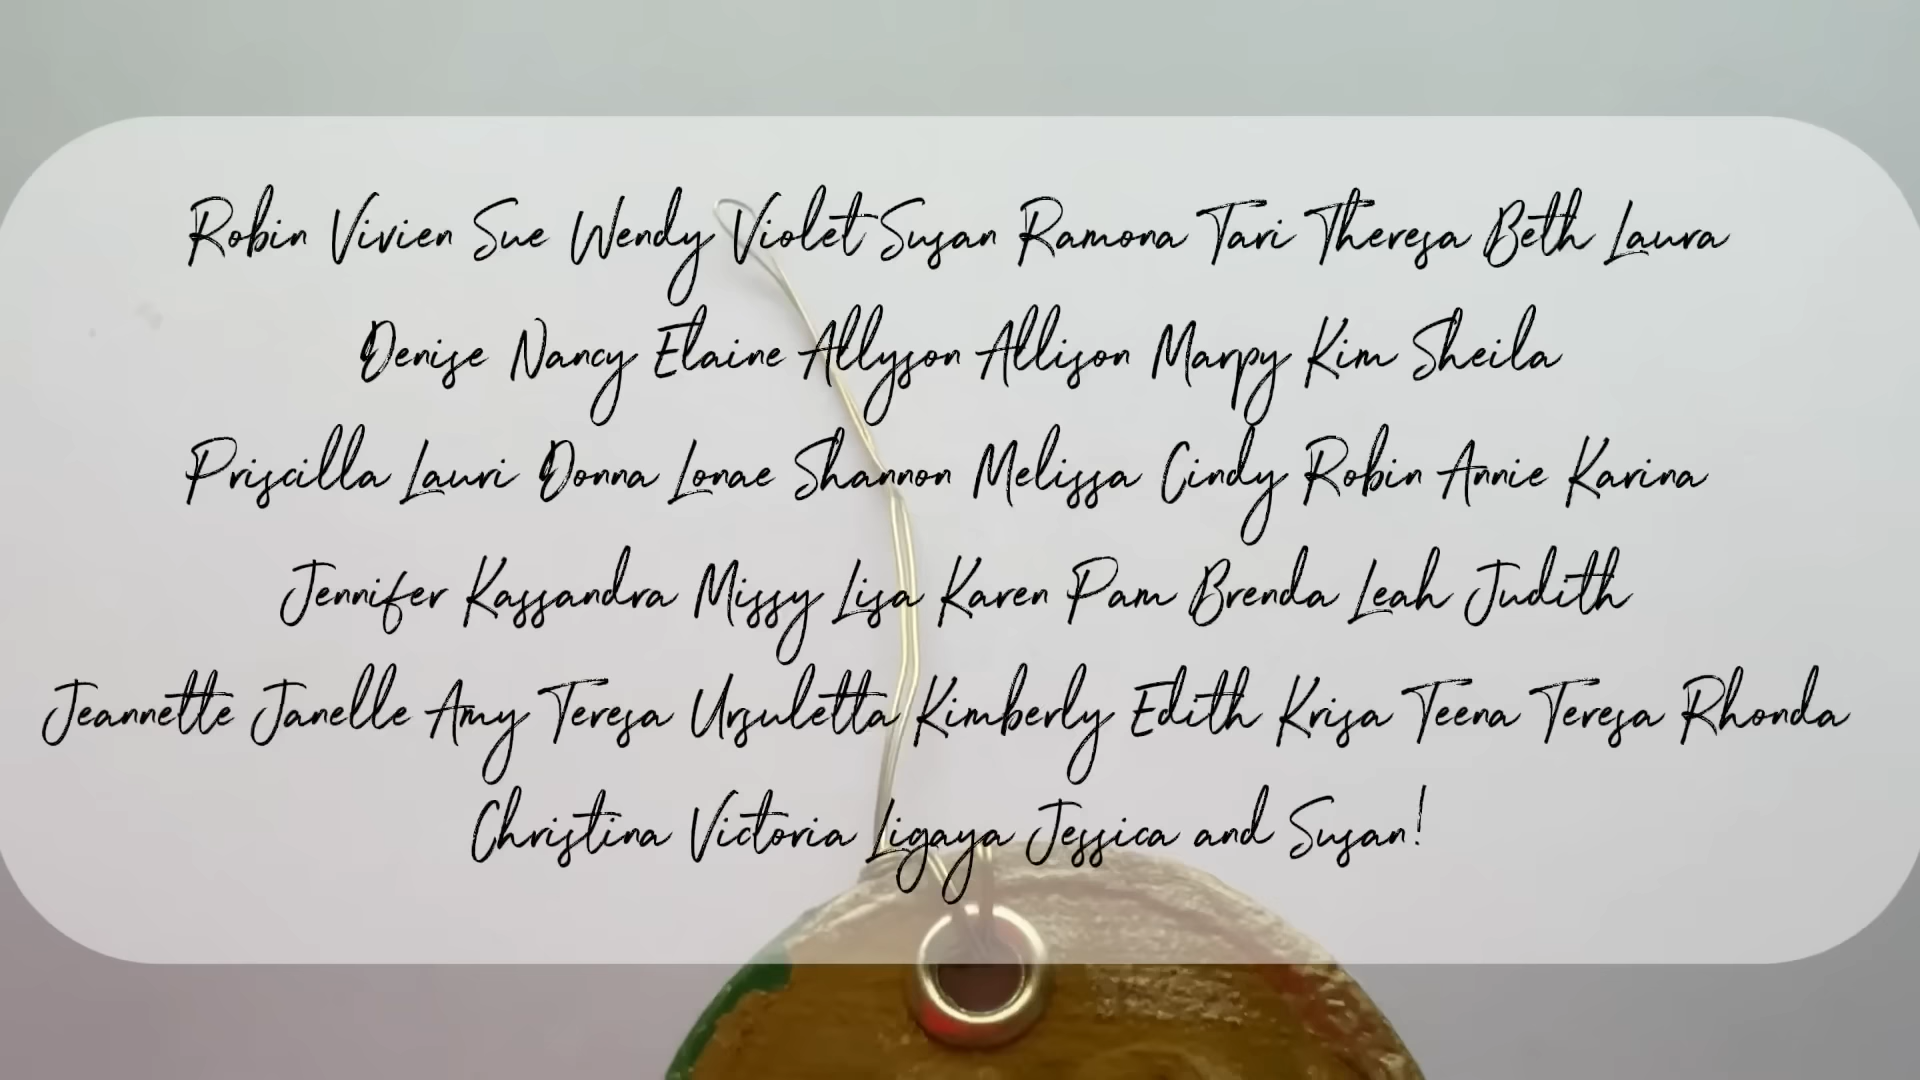 Robin Vivien Sue Wendy Violet Susan Ramona Tari Theresa Beth Laura
Denise Nancy Elaine Allyson Allison Marpy Kim Sheila
Priscilla Lauri Donna Lonae Shannon Melissa Cindy Robin Annie Karina
Jennifer Kassandra Missy Lisa Karen Pam Brenda Leah Judith
Jeannette Janelle Amy Teresa Ursuletta Kimberly Edith Krisa Teena Teresa Rhonda
Christina Victoria Ligaya Jessica and Susan!